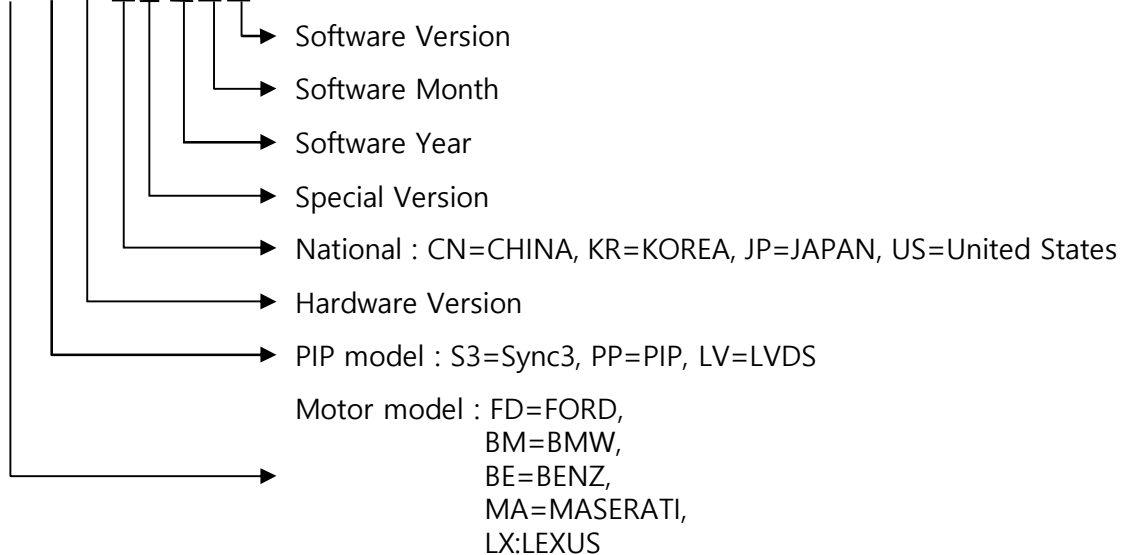 Software Version
Software Month
Software Year
Special Version
National : CN=CHINA, KR=KOREA, JP=JAPAN, US=United States
Hardware Version
PIP model : S3=Sync3, PP=PIP, LV=LVDS
Motor model : FD=FORD,
BM=BMW,
BE=BENZ,
MA=MASERATI,
LX:LEXUS